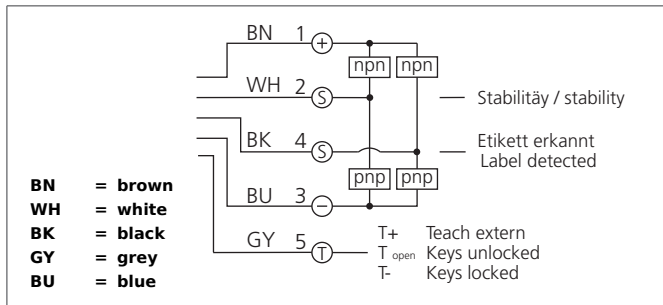 BN 1 +
npn npn
WH 2 S
Stabilitäy / stability
BK 4 S
Etikett erkannt
Label detected
pnp pnp
BU 3 −
GY 5 T
T+ Teach extern
T open Keys unlocked
T- Keys locked
BN = brown
WH = white
BK = black
GY = grey
BU = blue